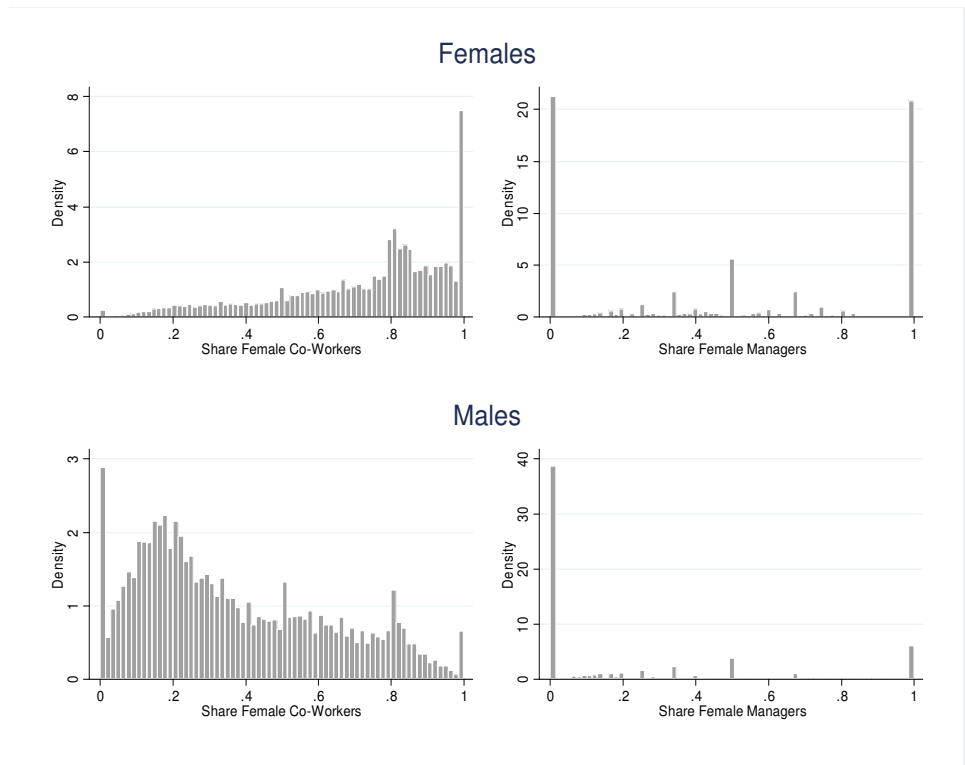 Females
8
6
4
2
0
Density
0 .2 .4 .6 .8 1
Share Female Co-Workers
20
15
10
5
0
Density
0 .2 .4 .6 .8 1
Share Female Managers
Males
3
2
1
0
Density
0 .2 .4 .6 .8 1
Share Female Co-Workers
40
30
20
10
0
Density
0 .2 .4 .6 .8 1
Share Female Managers